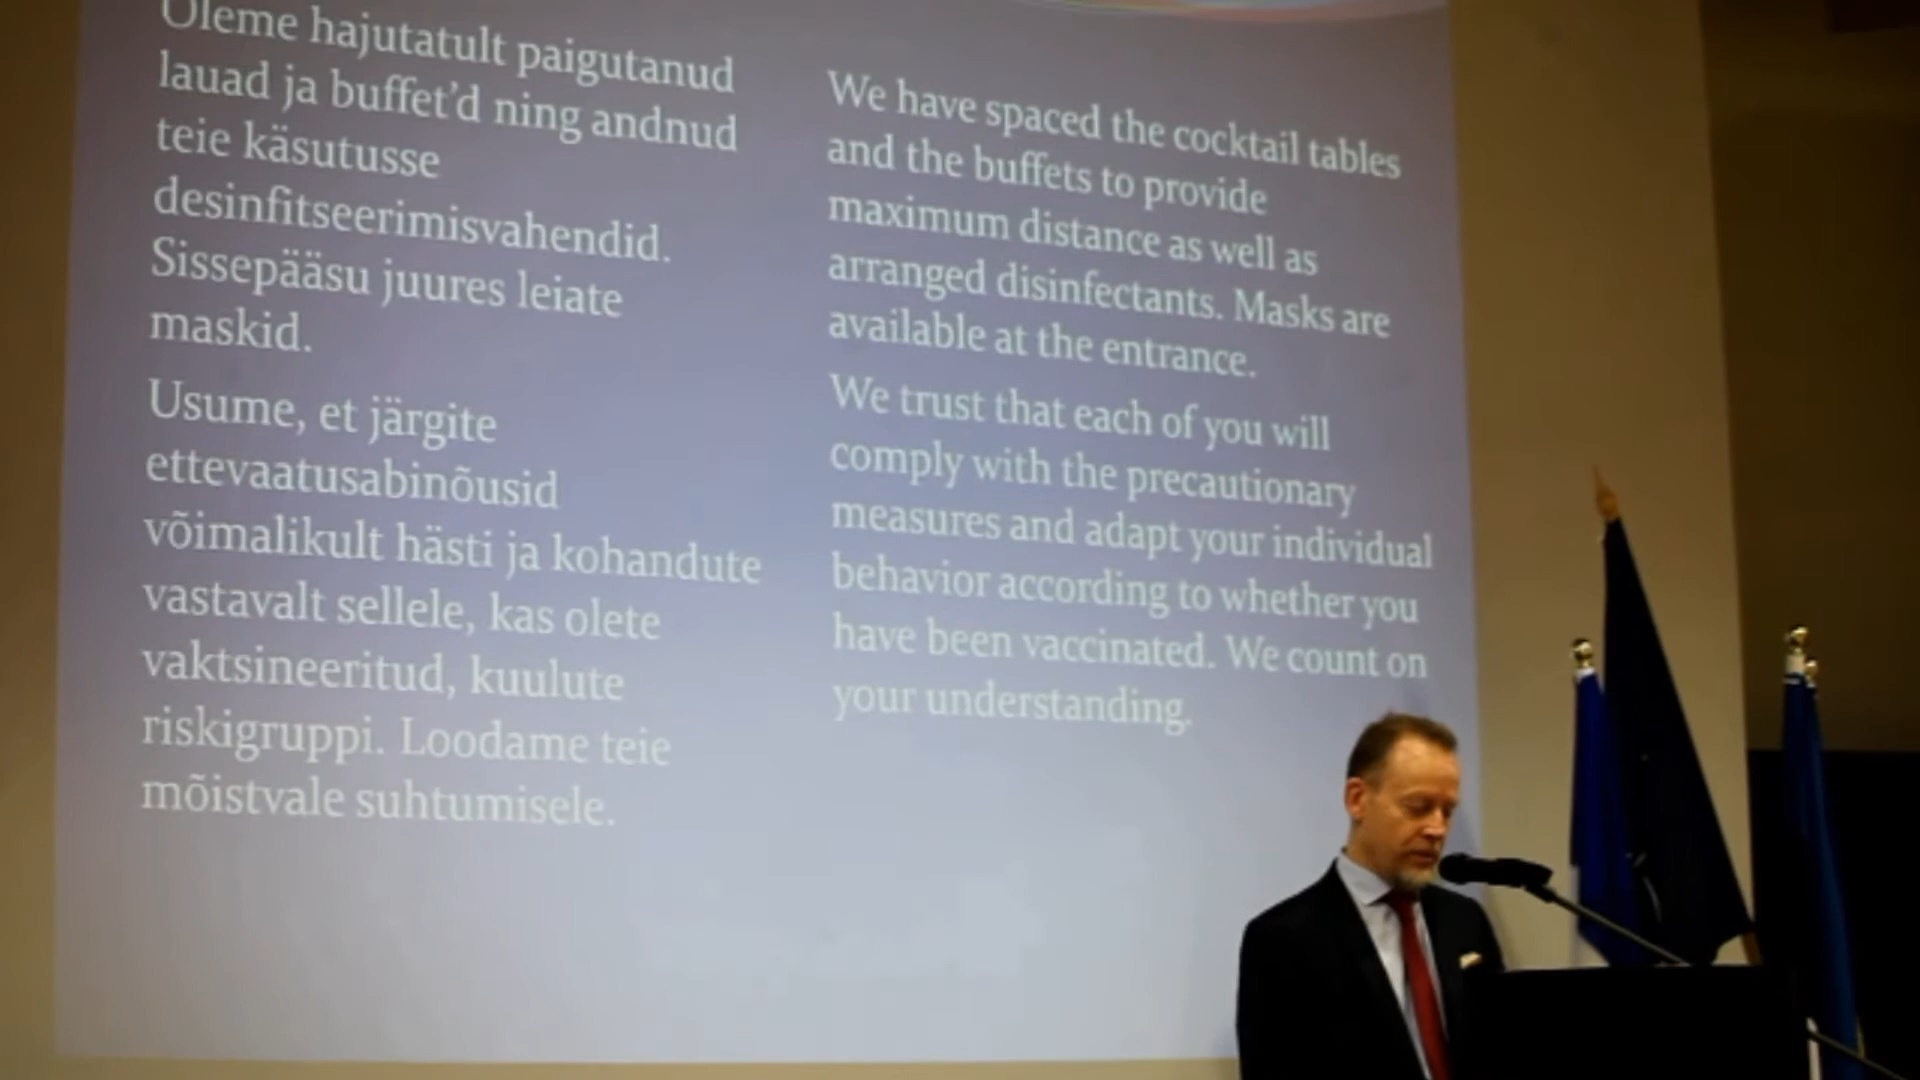 Oleme hajutatult paigutanud
lauad ja buffet'd ning andnud
teie käsutusse
desinfitseerimisvahendid.
Sissepääsu juures leiate
maskid.
Usume, et järgite
ettevaatusabinõusid
võimalikult hästi ja kohandute
vastavalt sellele, kas olete
vaktsineeritud, kuulute
riskigruppi. Loodame teie
mõistvale suhtumisele.
We have spaced the cocktail tables
and the buffets to provide
maximum distance as well as
arranged disinfectants. Masks are
available at the entrance.
We trust that each of you will
comply with the precautionary
measures and adapt your individual
behavior according to whether you
have been vaccinated. We count on
your understanding.